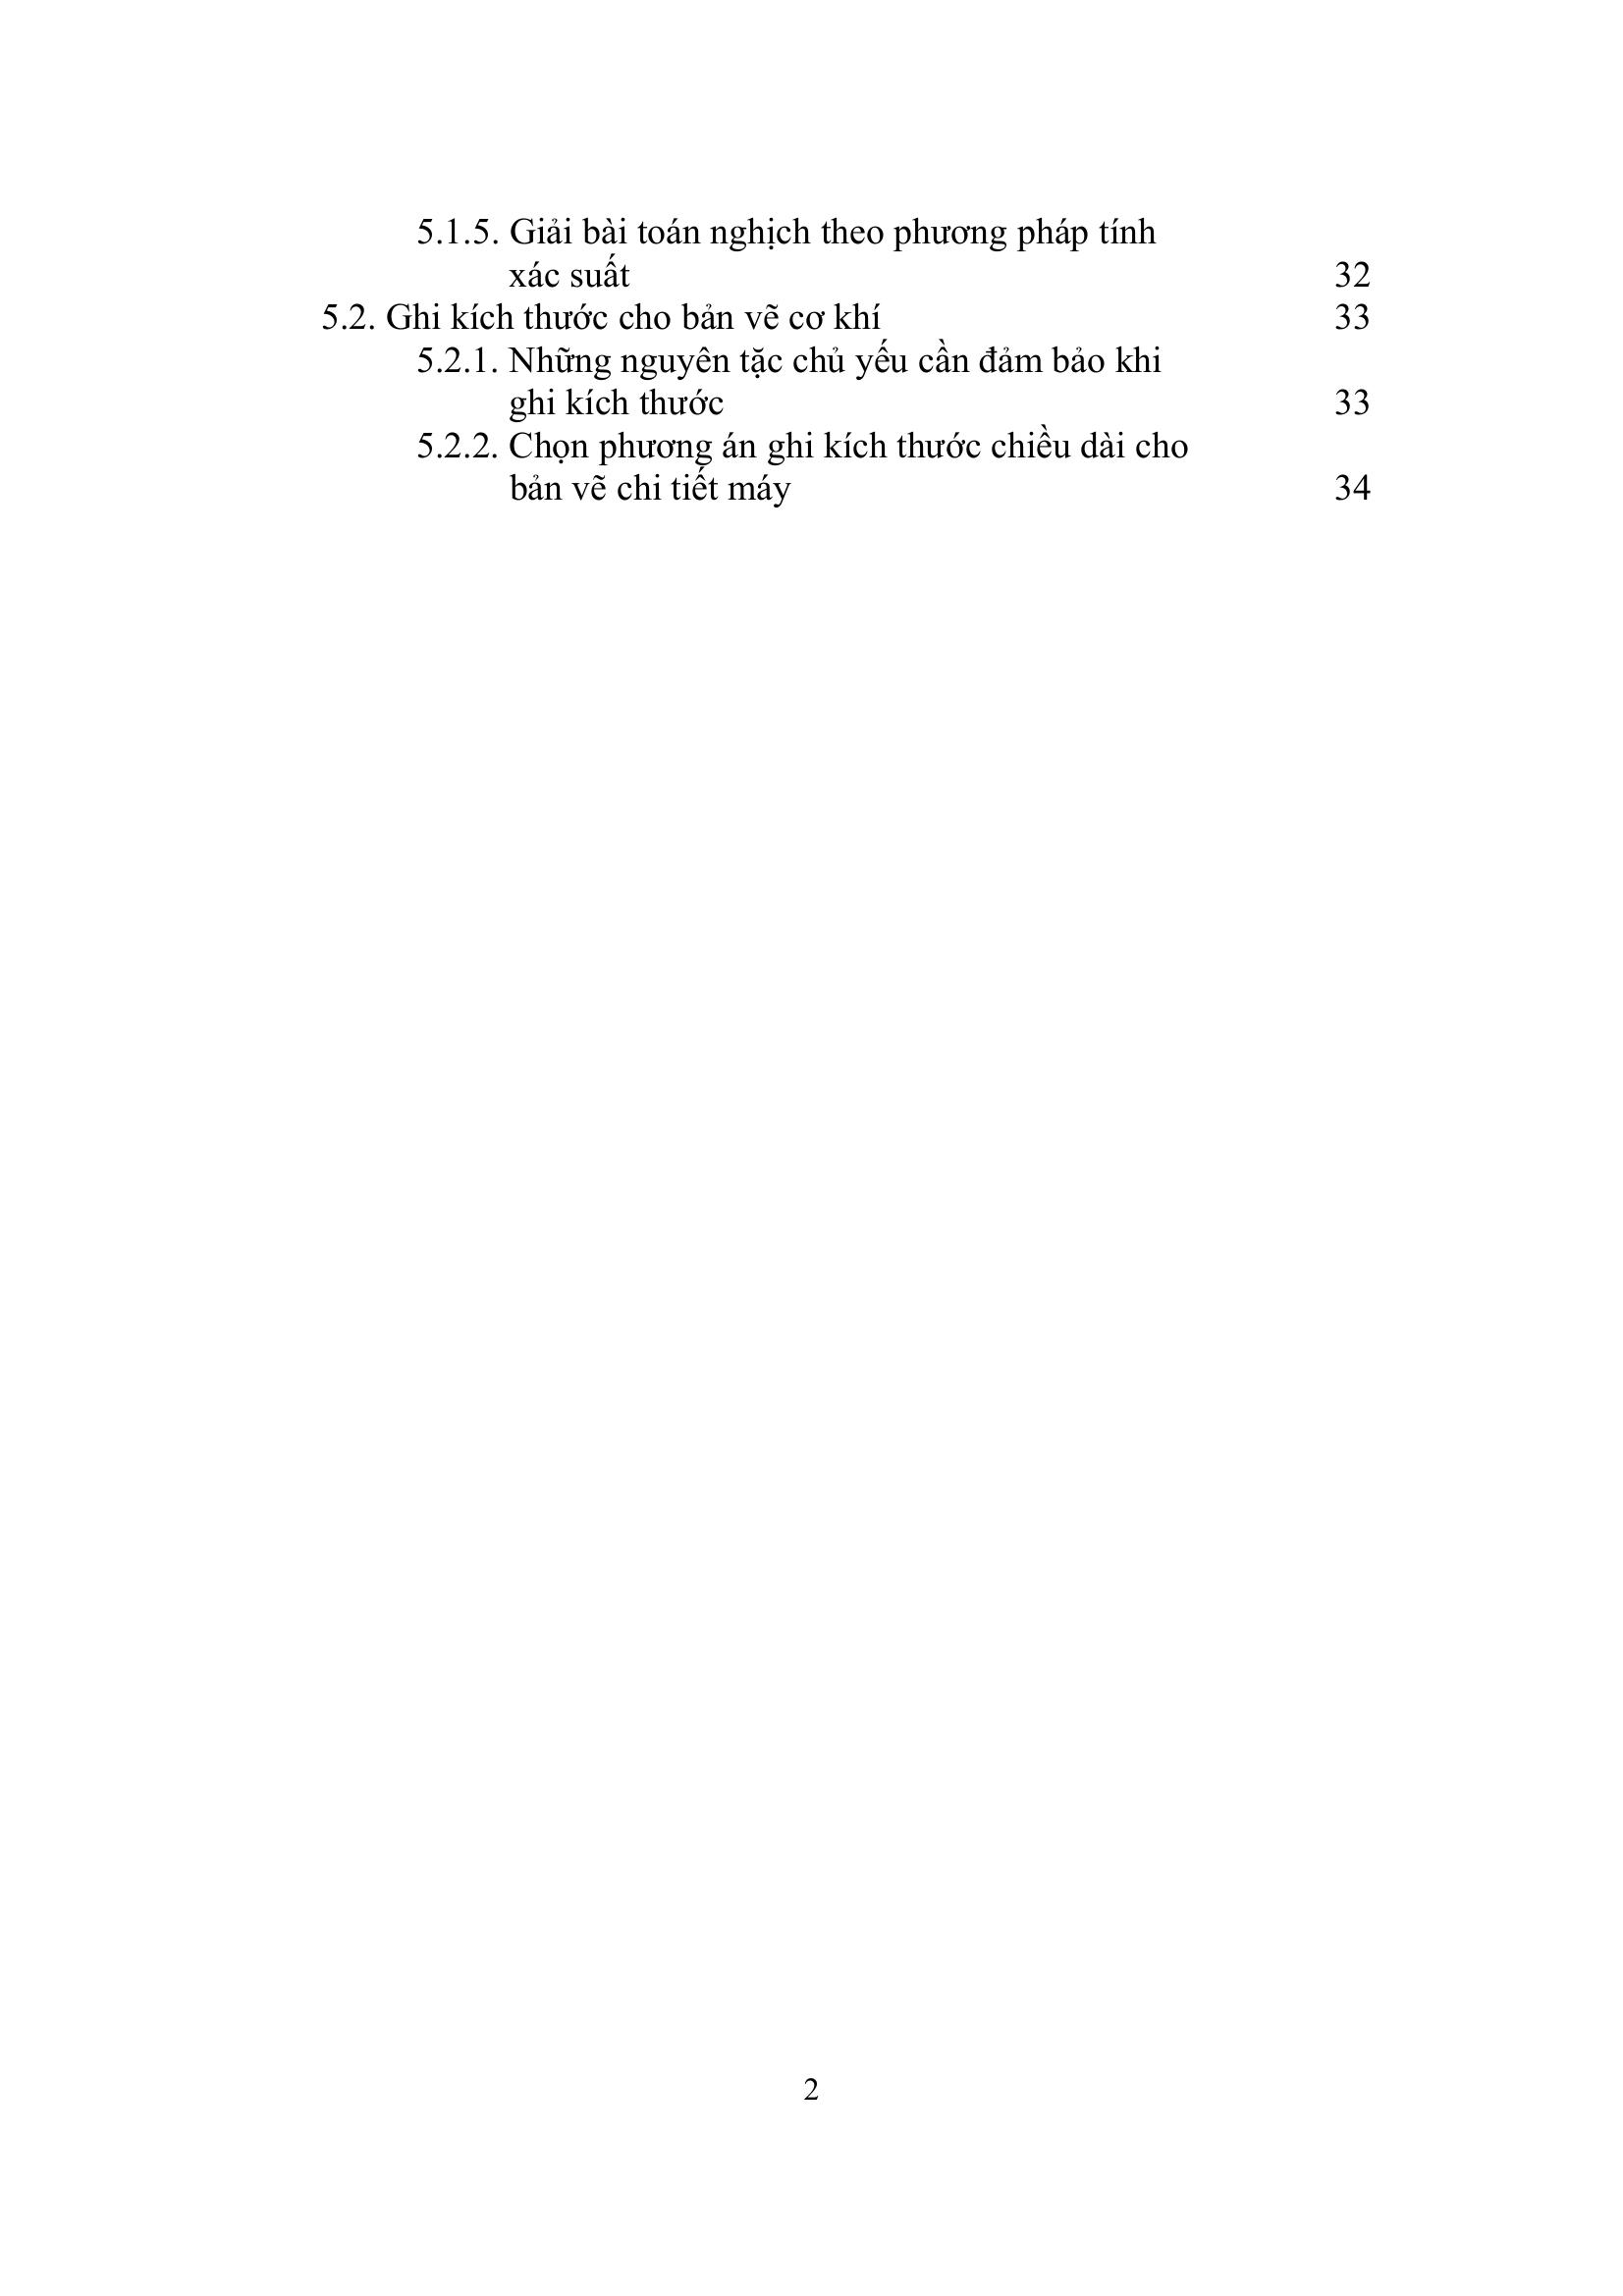 5.1.5. Giải bài toán nghịch theo phương pháp tính
xác suất 32
5.2. Ghi kích thước cho bản vẽ cơ khí 33
5.2.1. Những nguyên tặc chủ yếu cần đảm bảo khi
ghi kích thước 33
5.2.2. Chọn phương án ghi kích thước chiều dài cho
bản vẽ chi tiết máy 34
2